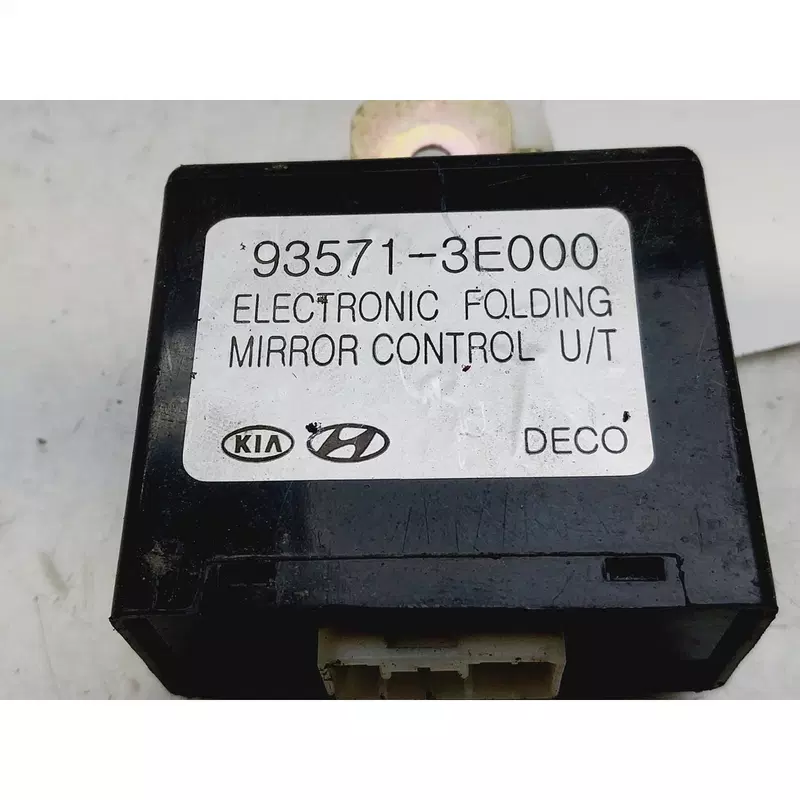 93571-3E000
ELECTRONIC FOLDING
MIRROR CONTROL U/T
KIA DECO